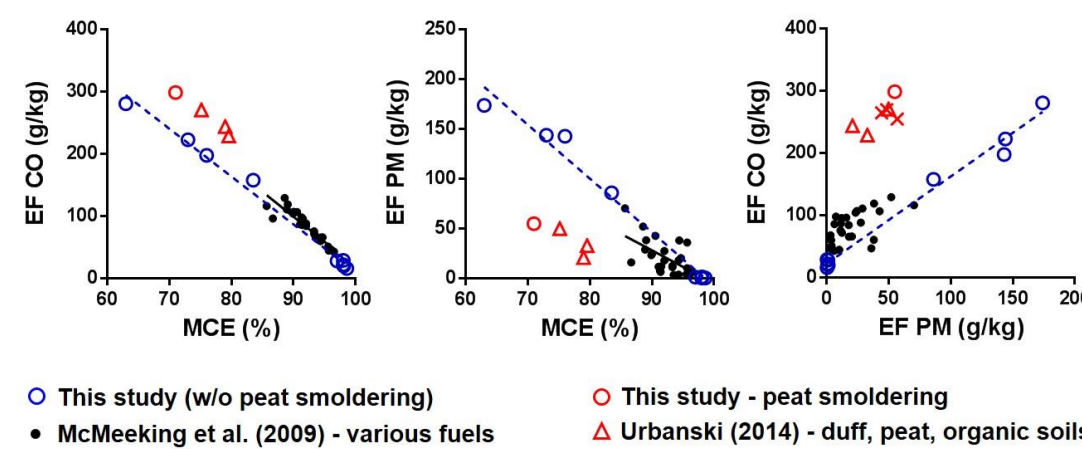 400
300
200
100
0
60 70 80 90 100
EF CO (g/kg)
MCE (%)
250
200
150
100
50
0
60 70 80 90 100
EF PM (g/kg)
MCE (%)
400
300
200
100
0
0 50 100 150 200
EF CO (g/kg)
EF PM (g/kg)
This study (w/o peat smoldering)
This study - peat smoldering
McMeeking et al. (2009) - various fuels
Urbanski (2014) - duff, peat, organic soils